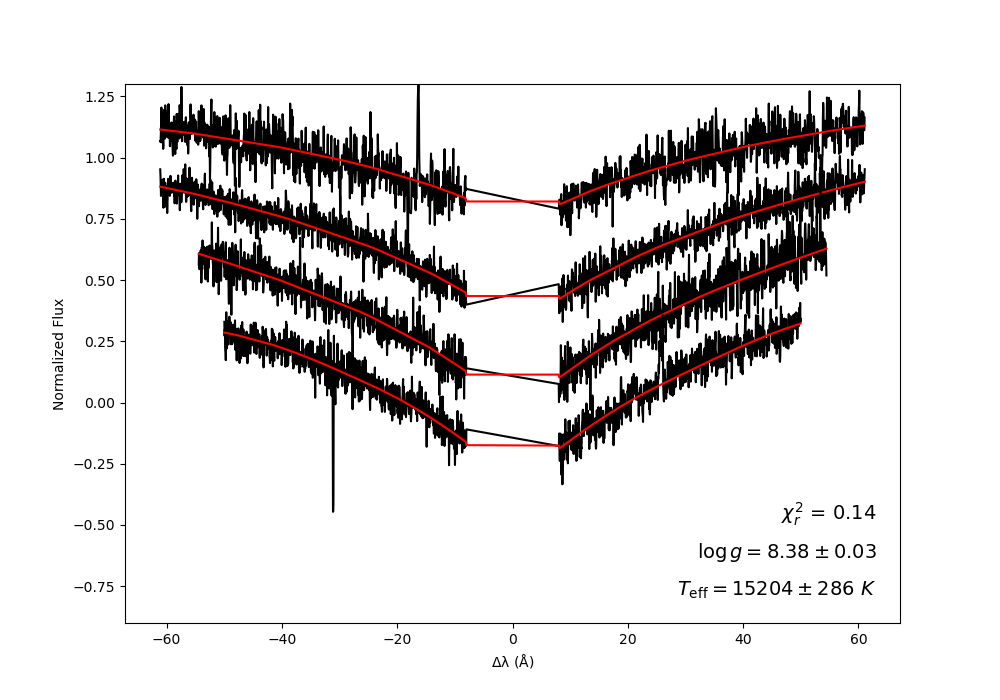 1.25
1.00
0.75
0.50
0.25
0.00
−0.25
−0.50
−0.75
Normalized Flux
χ²ᵣ = 0.14
log g = 8.38 ± 0.03
T_eff = 15204 ± 286 K
−60 −40 −20 0 20 40 60
Δλ (Å)